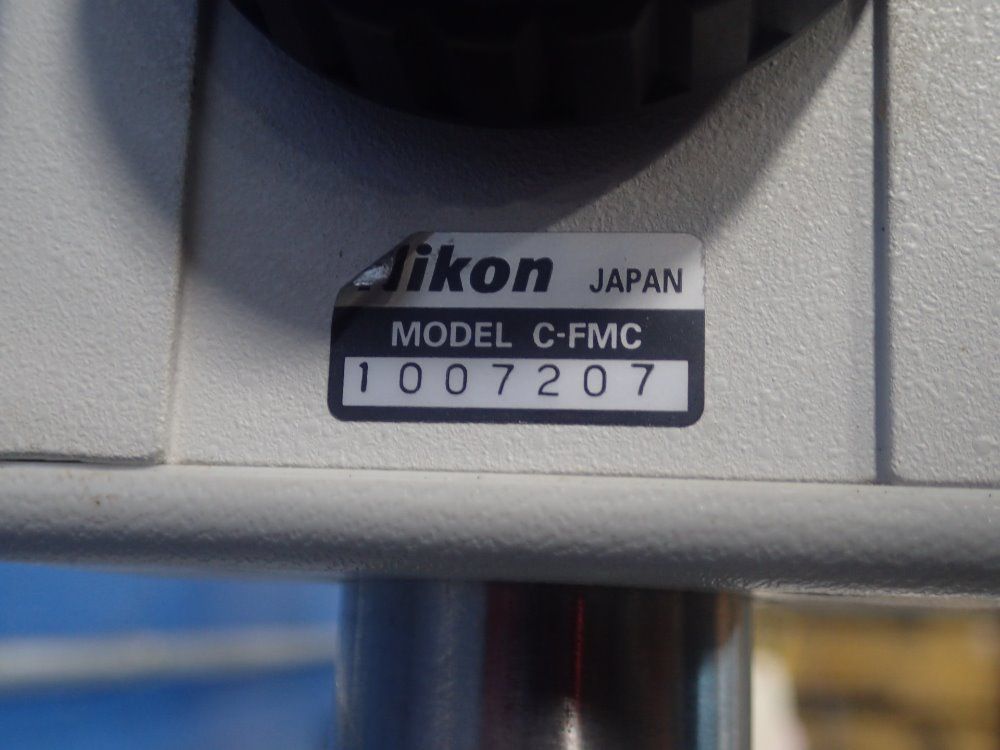 Nikon JAPAN
MODEL C-FMC
1007207